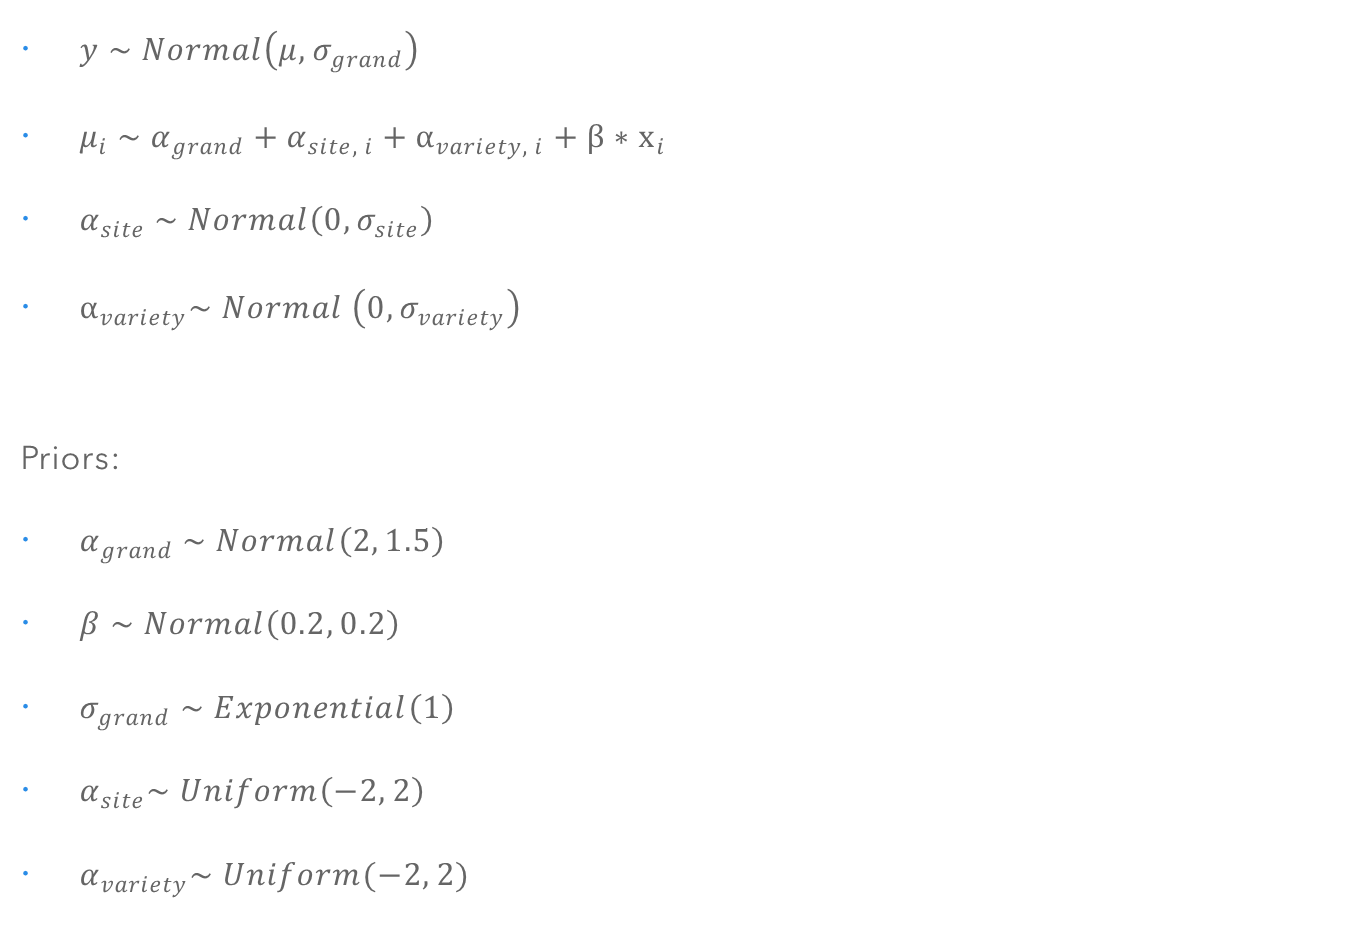 • y ~ Normal(μ, σ_grand)
• μ_i ~ α_grand + α_site, i + α_variety, i + β * x_i
• α_site ~ Normal(0, σ_site)
• α_variety ~ Normal (0, σ_variety)
Priors:
• α_grand ~ Normal(2, 1.5)
• β ~ Normal(0.2, 0.2)
• σ_grand ~ Exponential(1)
• α_site ~ Uniform(−2, 2)
• α_variety ~ Uniform(−2, 2)